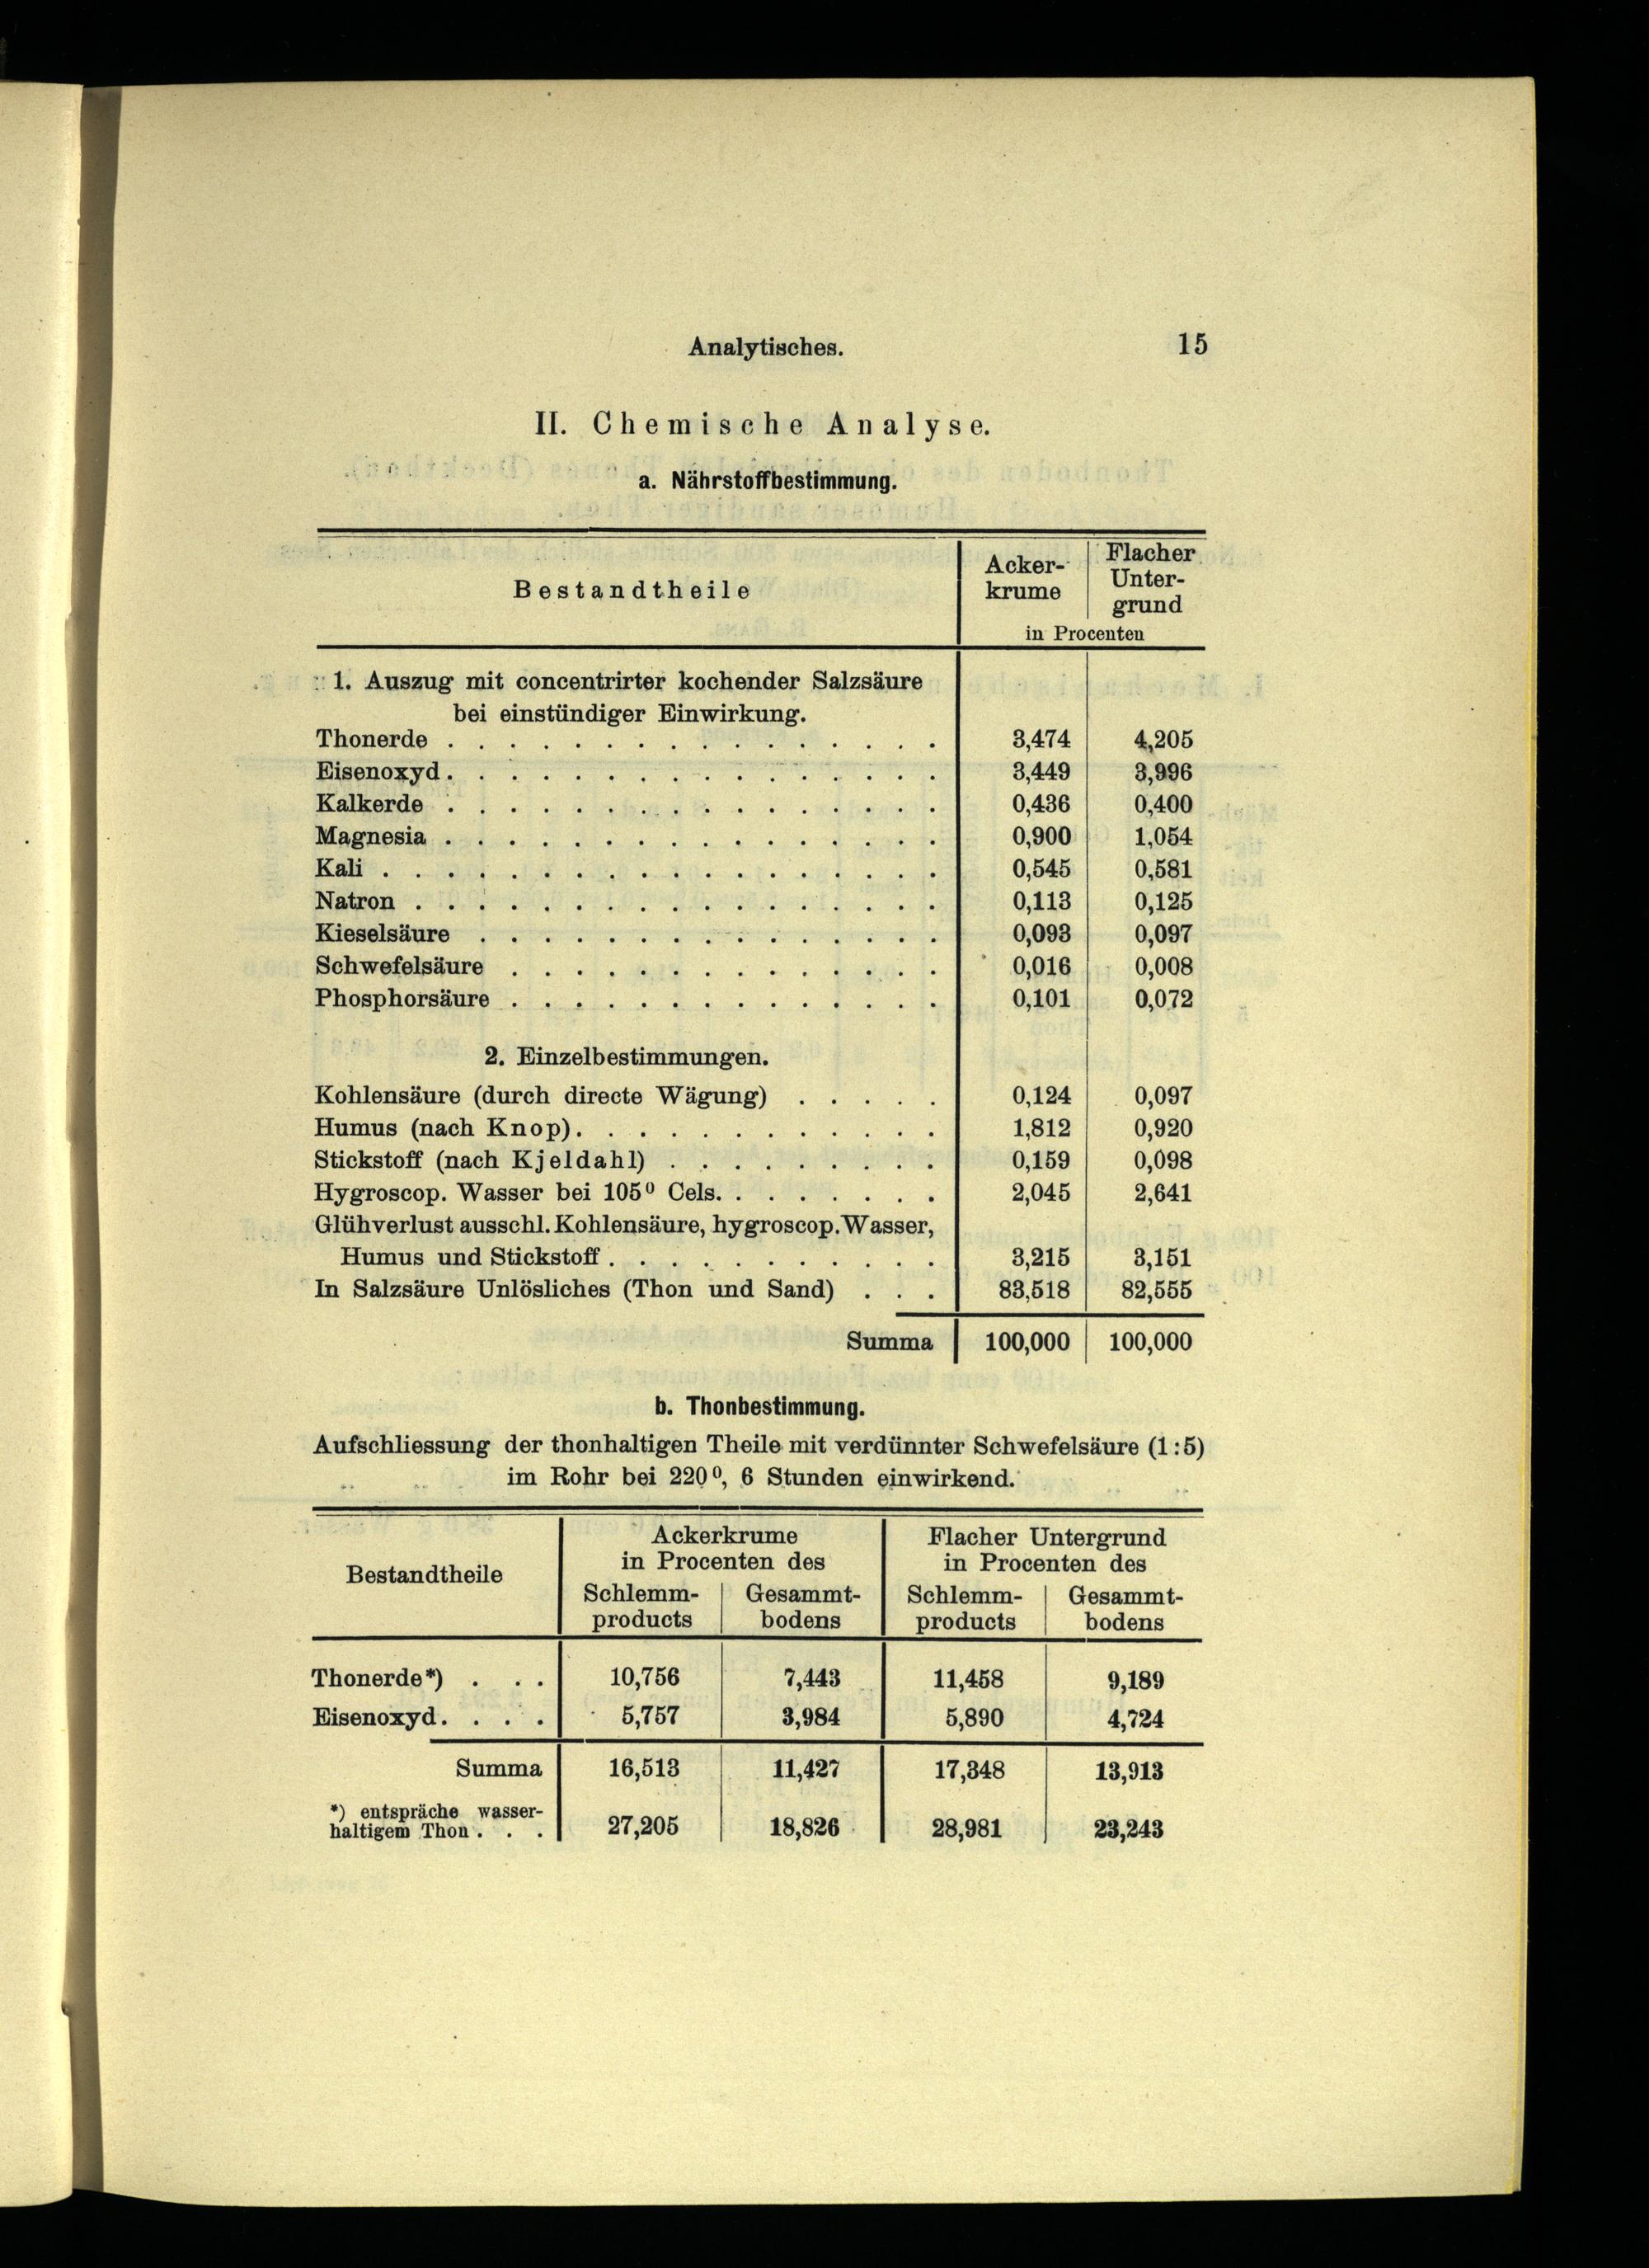 Analytisches. 15
II. Chemische Analyse.
a. Nährstoffbestimmung.
Bestandtheile
Acker-
krume
Flacher
Unter-
grund
in Procenten
1. Auszug mit concentrirter kochender Salzsäure
bei einstündiger Einwirkung.
Thonerde . . . . . . . . . . . . . . . . 3,474 4,205
Eisenoxyd . . . . . . . . . . . . . . . . 3,449 3,996
Kalkerde . . . . . . . . . . . . . . . . 0,436 0,400
Magnesia . . . . . . . . . . . . . . . . 0,900 1,054
Kali . . . . . . . . . . . . . . . . . . 0,545 0,581
Natron . . . . . . . . . . . . . . . . . 0,113 0,125
Kieselsäure . . . . . . . . . . . . . . . 0,093 0,097
Schwefelsäure . . . . . . . . . . . . . . 0,016 0,008
Phosphorsäure . . . . . . . . . . . . . . 0,101 0,072
2. Einzelbestimmungen.
Kohlensäure (durch directe Wägung) . . . . . 0,124 0,097
Humus (nach Knop) . . . . . . . . . . . . 1,812 0,920
Stickstoff (nach Kjeldahl) . . . . . . . . . 0,159 0,098
Hygroscop. Wasser bei 105⁰ Cels. . . . . . . . 2,045 2,641
Glühverlust ausschl. Kohlensäure, hygroscop. Wasser,
Humus und Stickstoff . . . . . . . . . . . 3,215 3,151
In Salzsäure Unlösliches (Thon und Sand) . . . 83,518 82,555
Summa 100,000 100,000
b. Thonbestimmung.
Aufschliessung der thonhaltigen Theile mit verdünnter Schwefelsäure (1:5)
im Rohr bei 220⁰, 6 Stunden einwirkend.
Bestandtheile
Ackerkrume
in Procenten des
Schlemm-
products
Gesammt-
bodens
Flacher Untergrund
in Procenten des
Schlemm-
products
Gesammt-
bodens
Thonerde*) . . . 10,756 7,443 11,458 9,189
Eisenoxyd . . . . 5,757 3,984 5,890 4,724
Summa 16,513 11,427 17,348 13,913
*) entspräche wasser-
haltigem Thon . . . 27,205 18,826 28,981 23,243